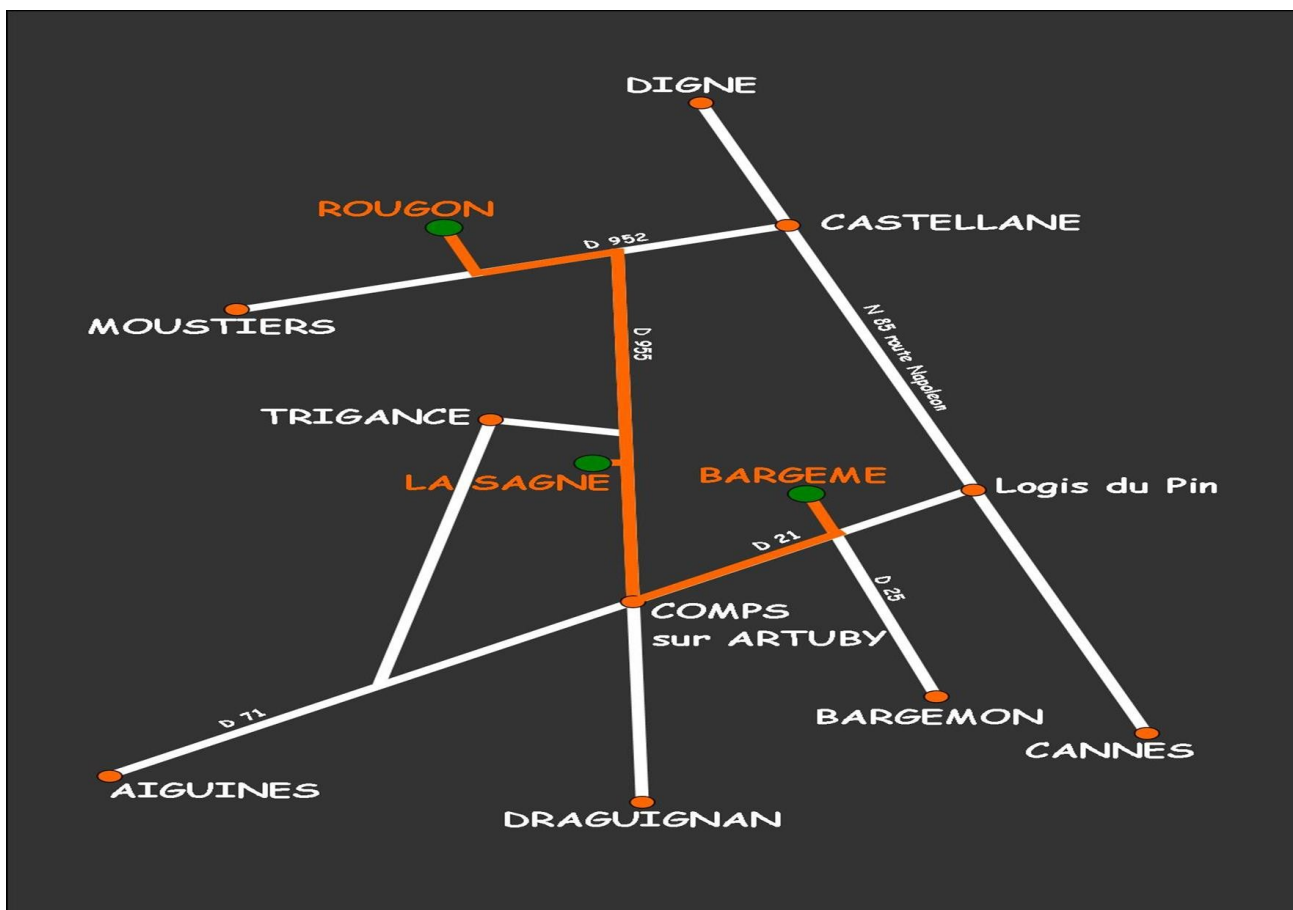 DIGNE
ROUGON
CASTELLANE
D 952
MOUSTIERS
D 955
N 85 route Napoleon
TRIGANCE
LA SAGNE
BARGEME
Logis du Pin
D 21
D 25
COMPS
sur ARTUBY
BARGEMON
D 71
CANNES
AIGUINES
DRAGUIGNAN